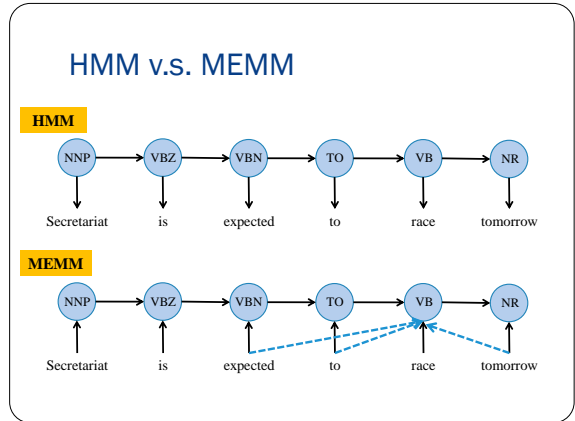 HMM v.s. MEMM
HMM
NNP VBZ VBN TO VB NR
Secretariat is expected to race tomorrow
MEMM
NNP VBZ VBN TO VB NR
Secretariat is expected to race tomorrow